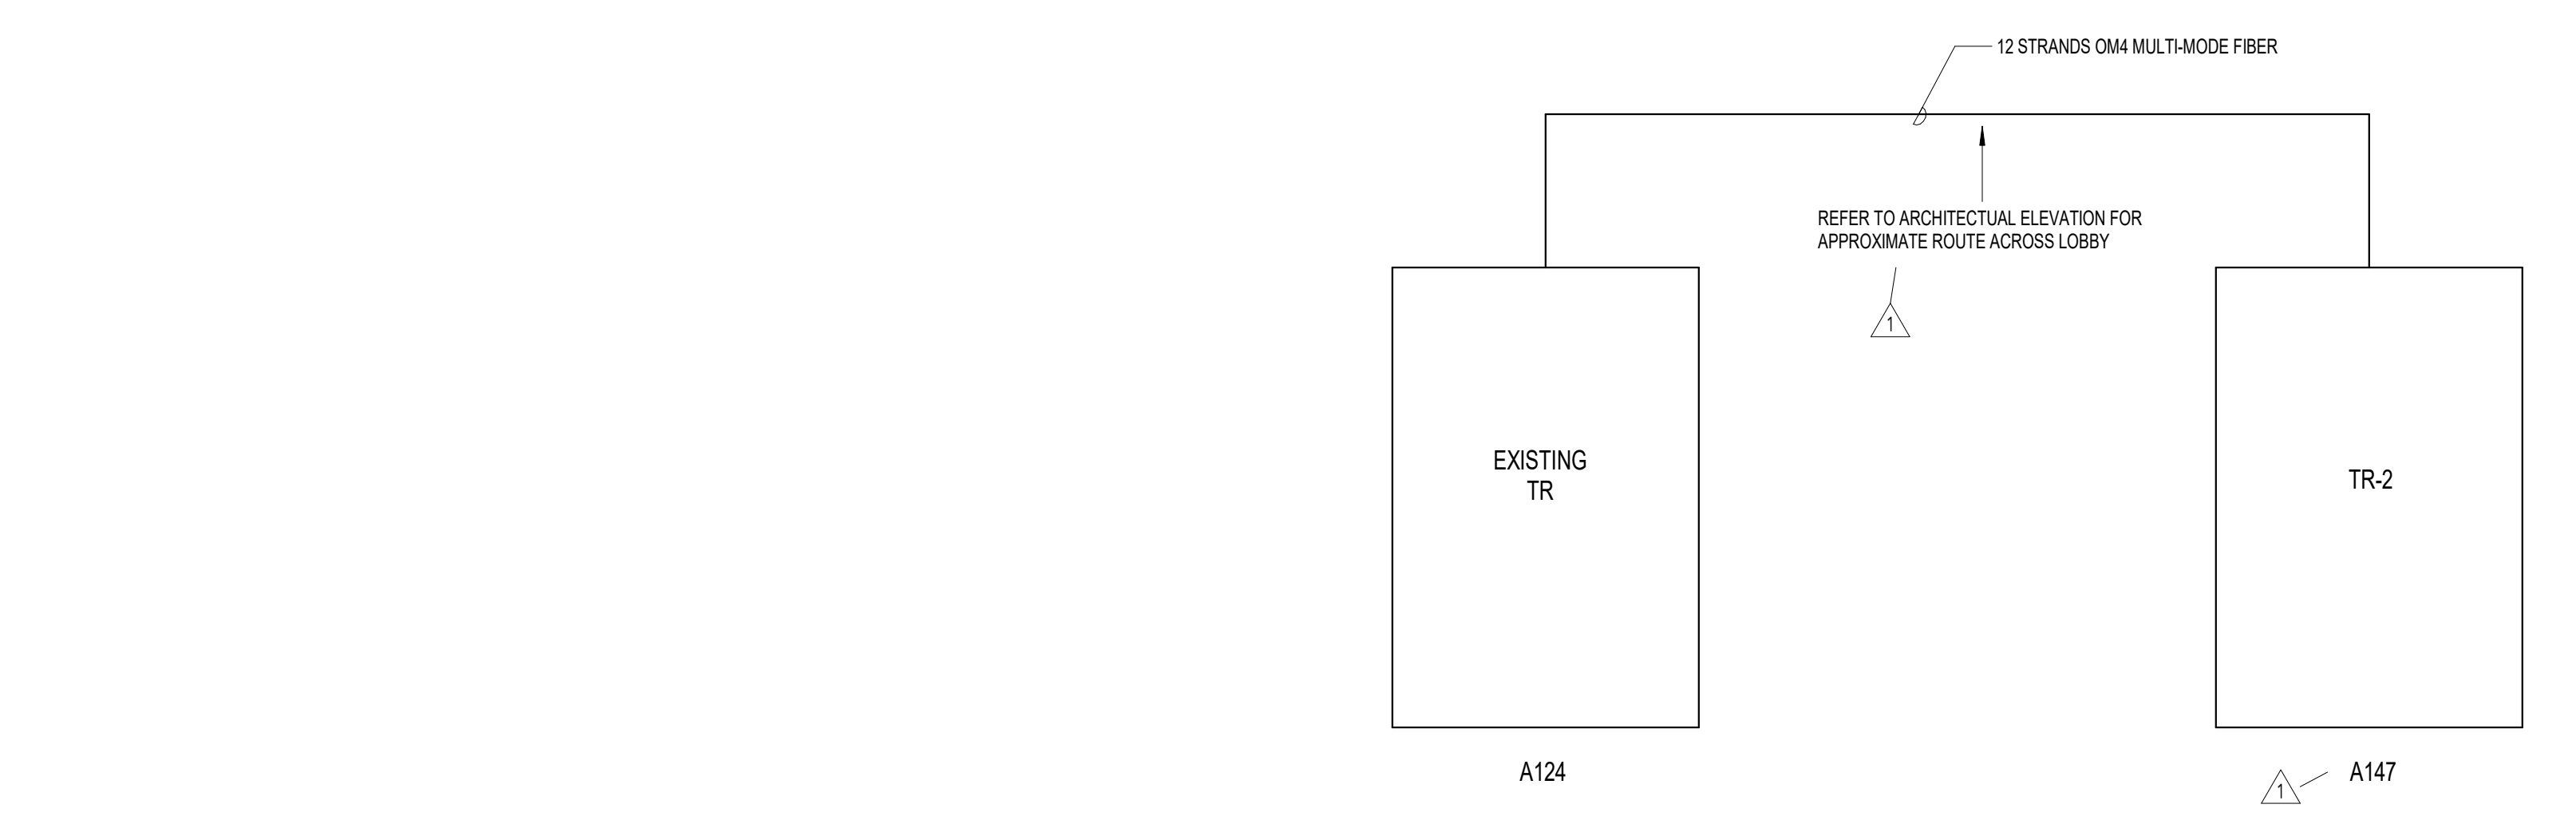 12 STRANDS OM4 MULTI-MODE FIBER
REFER TO ARCHITECTUAL ELEVATION FOR
APPROXIMATE ROUTE ACROSS LOBBY
1
EXISTING
TR
TR-2
A124
A147
1